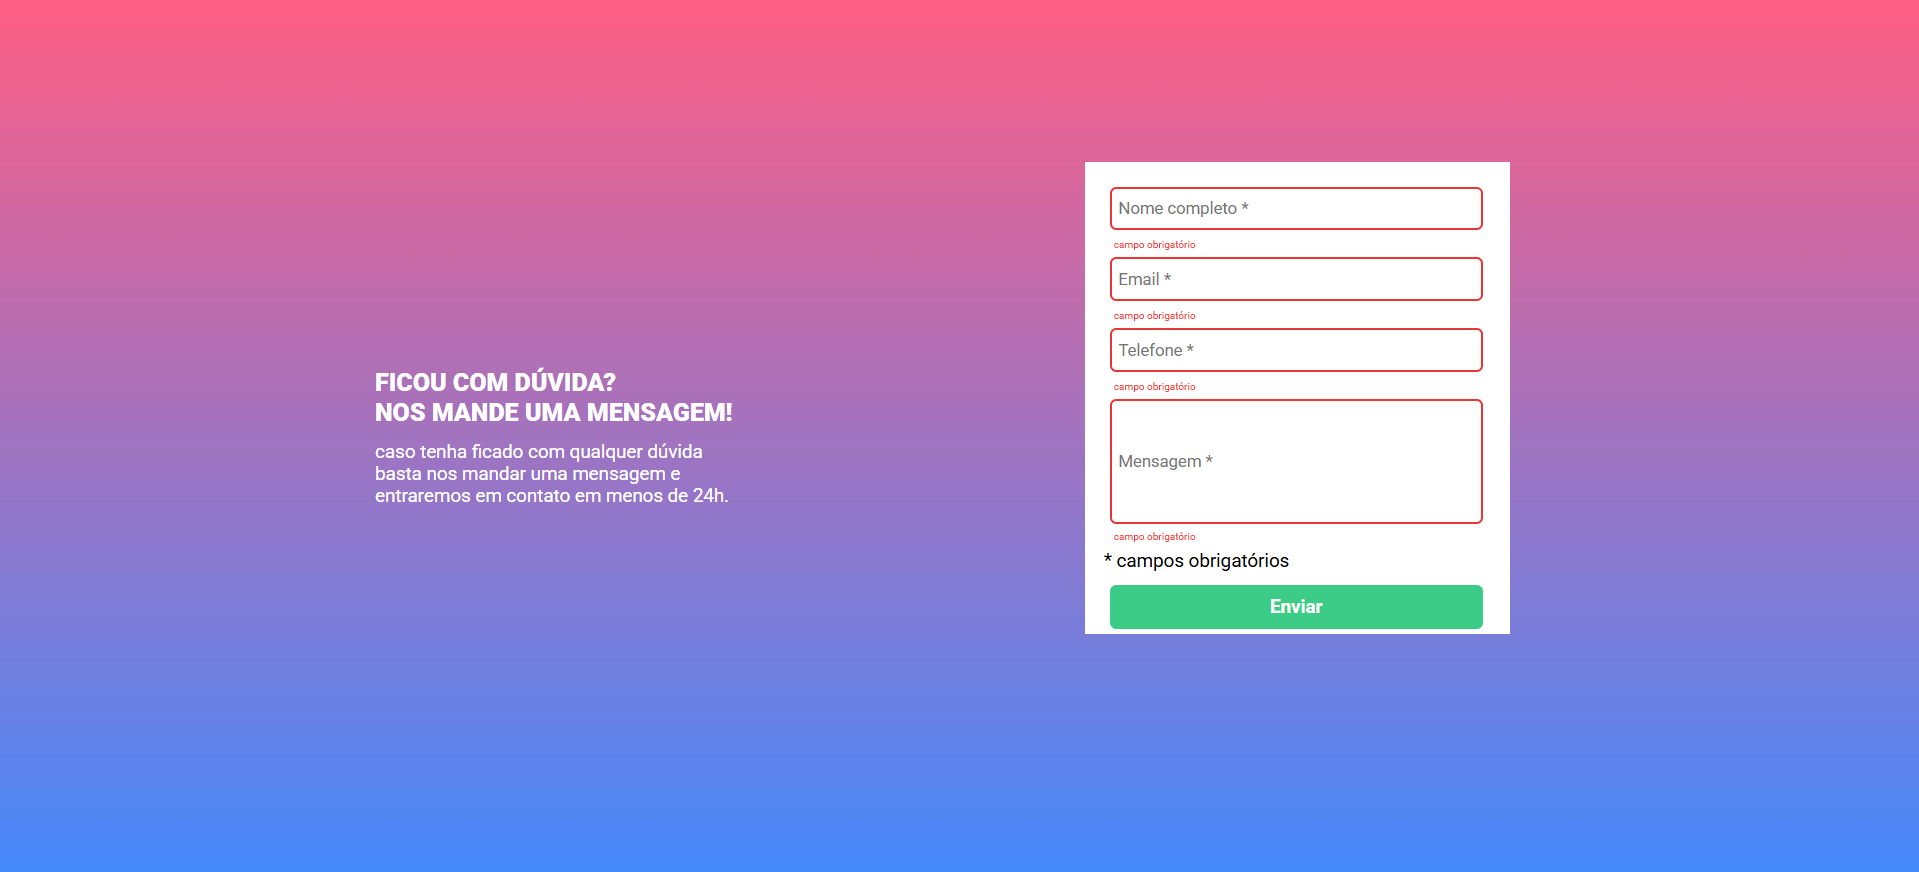 FICOU COM DÚVIDA?
NOS MANDE UMA MENSAGEM!
caso tenha ficado com qualquer dúvida
basta nos mandar uma mensagem e
entraremos em contato em menos de 24h.
Nome completo *
campo obrigatório
Email *
campo obrigatório
Telefone *
campo obrigatório
Mensagem *
campo obrigatório
* campos obrigatórios
Enviar